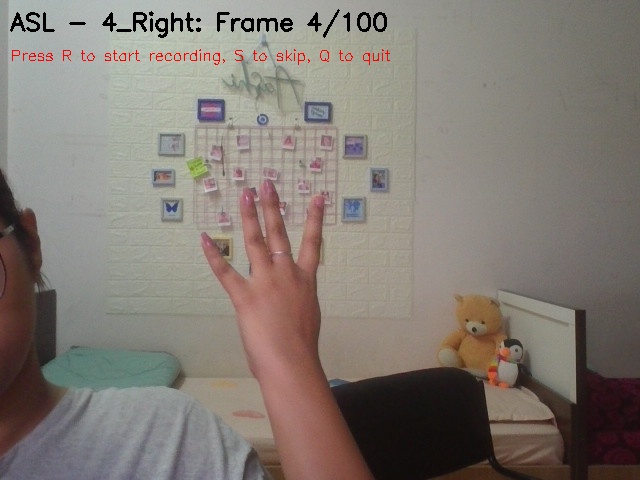 ASL - 4_Right: Frame 4/100
Press R to start recording, S to skip, Q to quit